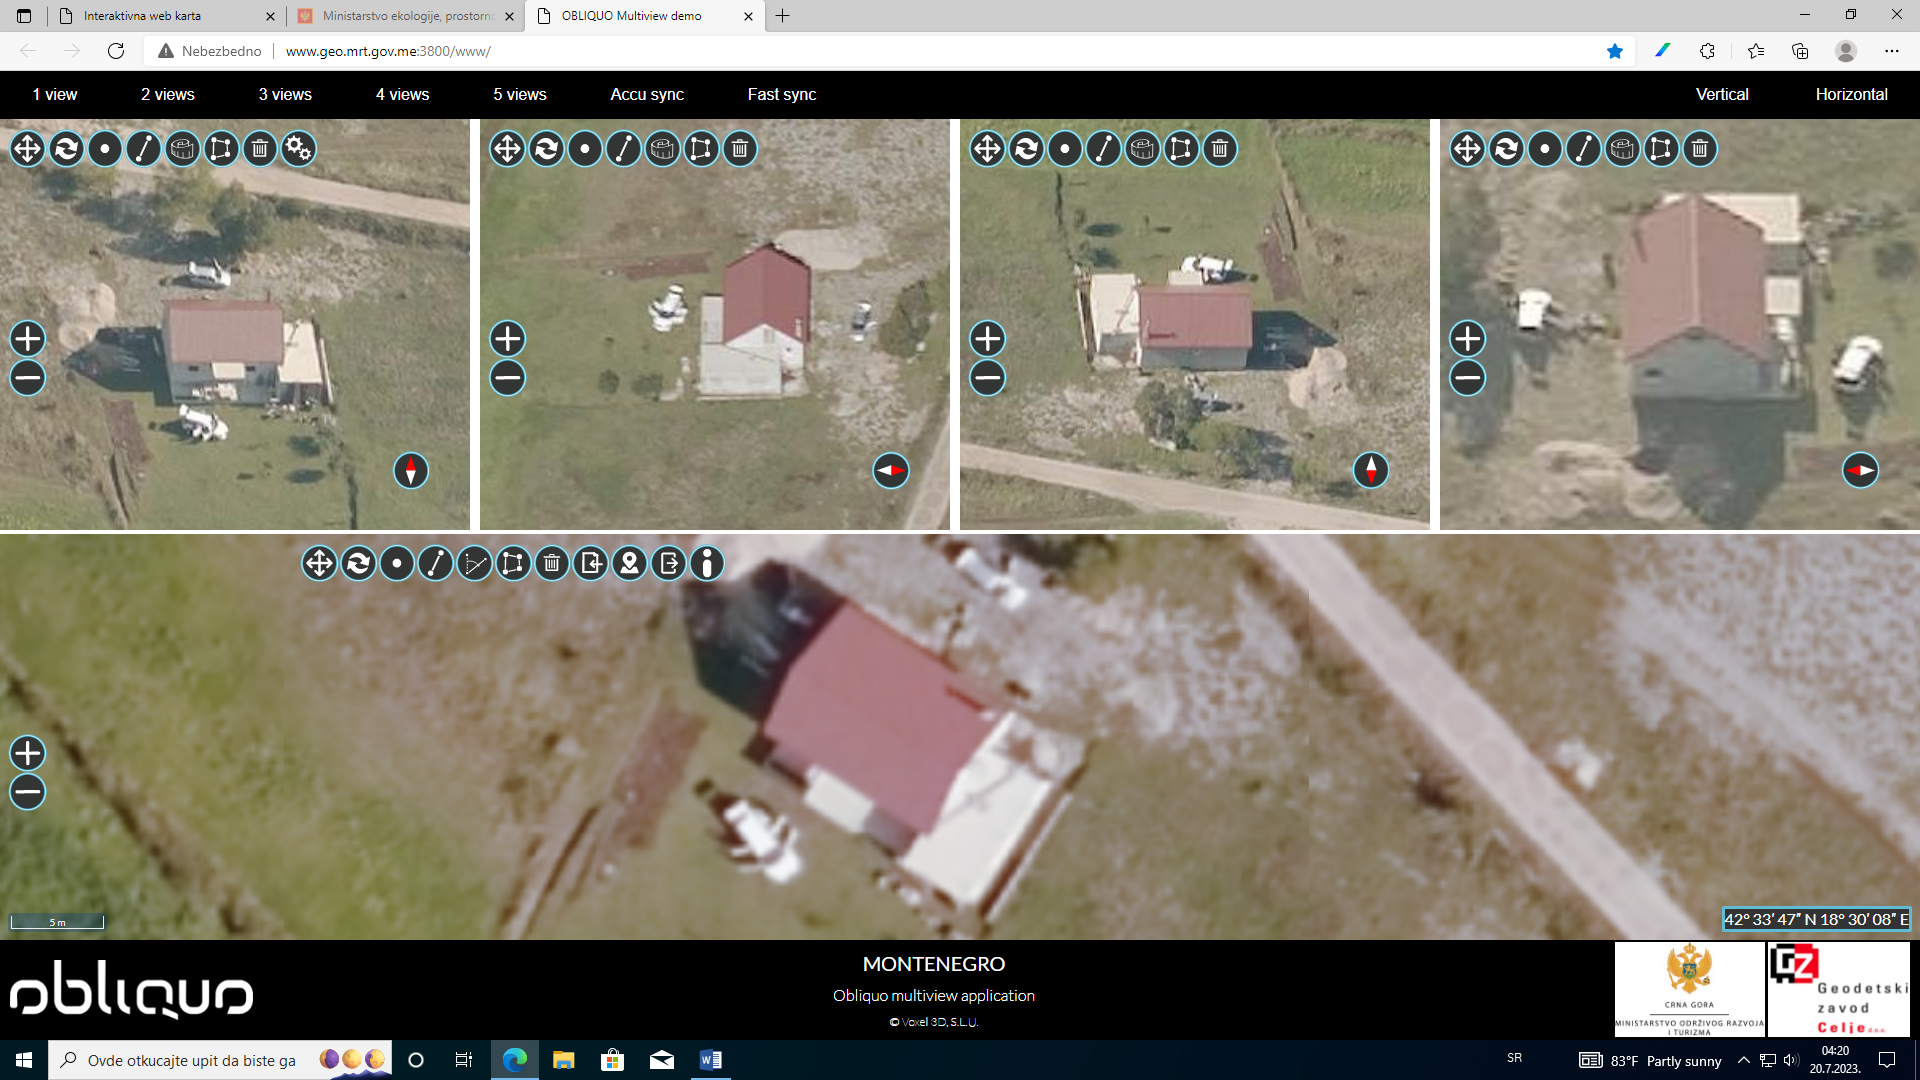 Interaktivna web karta
Ministarstvo ekologije, prostorno
OBLIQUO Multiview demo
Nebezbedno
www.geo.mrt.gov.me:3800/www/
1 view
2 views
3 views
4 views
5 views
Accu sync
Fast sync
Vertical
Horizontal
5 m
42° 33′ 47″ N 18° 30′ 08″ E
obliquo
MONTENEGRO
Obliquo multiview application
© Voxel 3D, S.L.U.
CRNA GORA
MINISTARSTVO ODRŽIVOG RAZVOJA
I TURIZMA
GZ
Geodetski
zavod
Celje d.o.o.
Ovde otkucajte upit da biste ga
SR
83°F Partly sunny
04:20
20.7.2023.